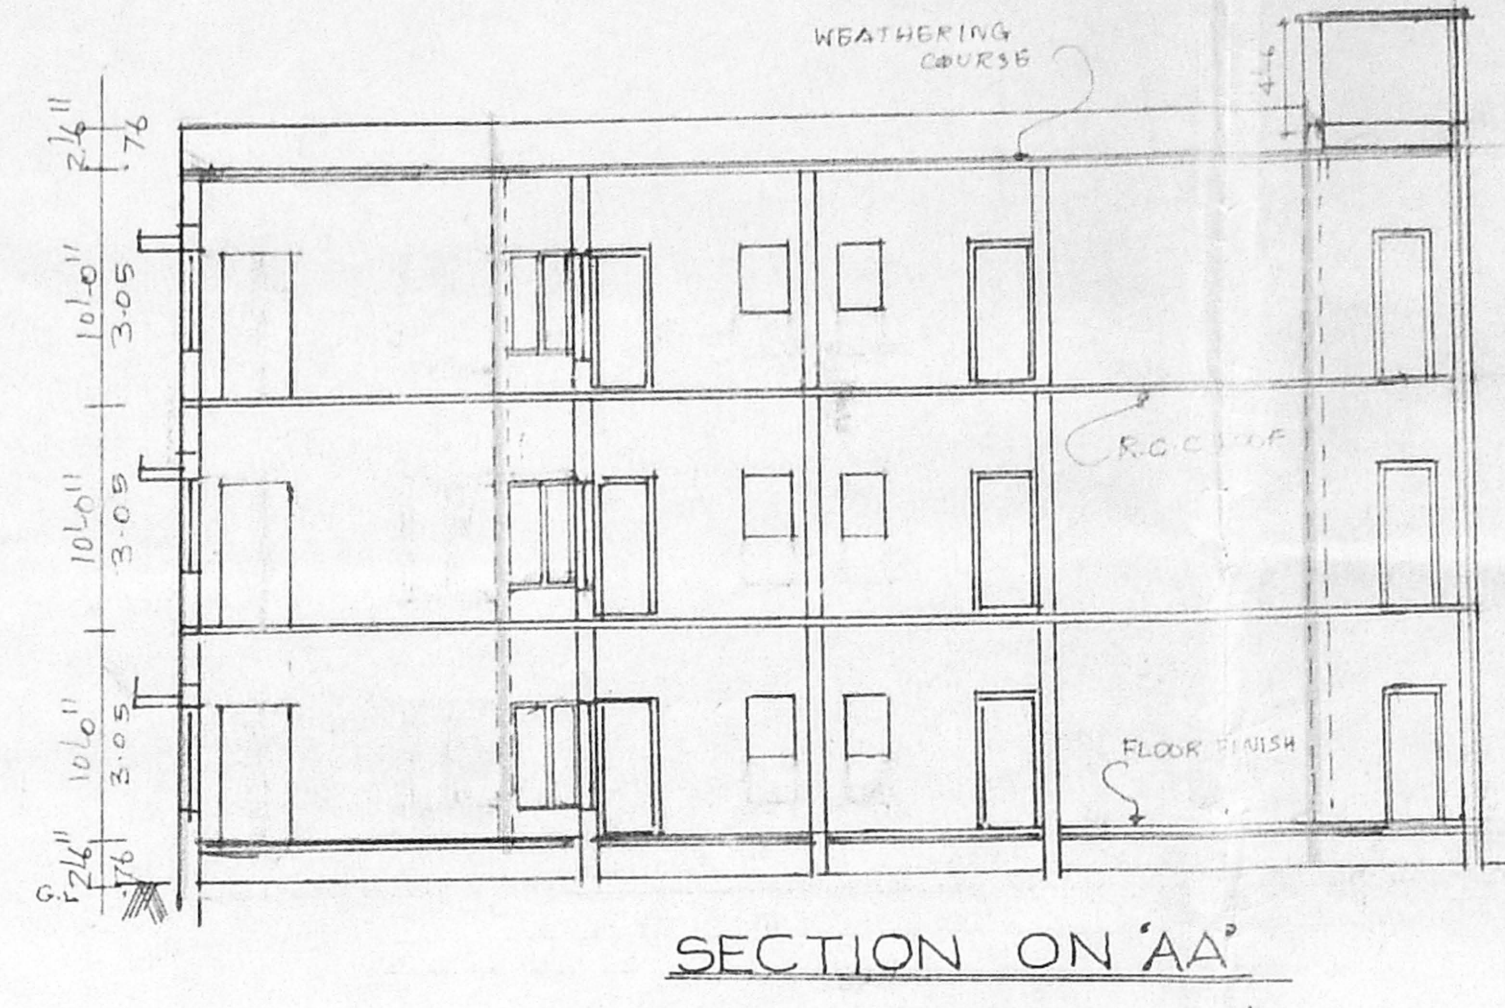 WEATHERING
COURSE
4'-6
2'-6"
.76
10'-0"
3.05
R.C.C ROOF
10'-0"
3.05
FLOOR FINISH
10'-0"
3.05
2'-6"
.76
SECTION ON 'AA'